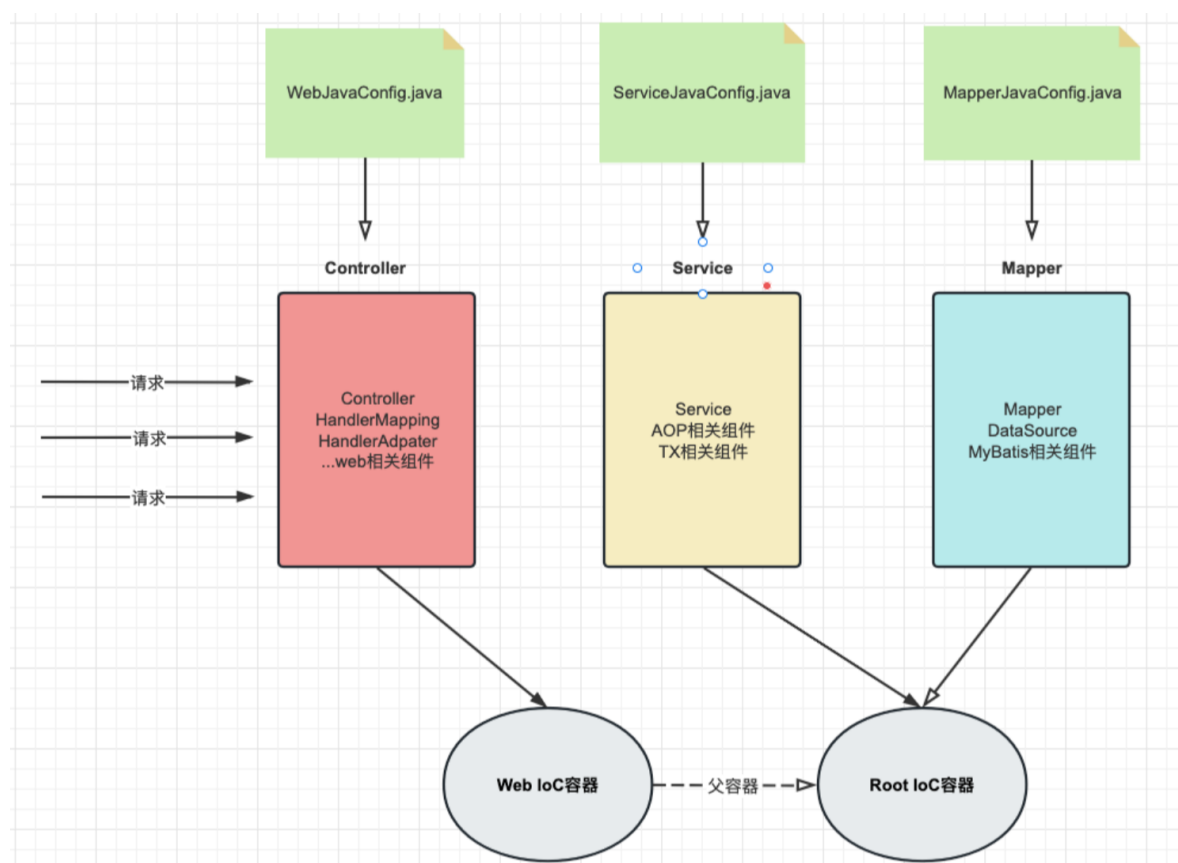 WebJavaConfig.java
ServiceJavaConfig.java
MapperJavaConfig.java
Controller
Service
Mapper
请求
请求
请求
Controller
HandlerMapping
HandlerAdpater
...web相关组件
Service
AOP相关组件
TX相关组件
Mapper
DataSource
MyBatis相关组件
Web IoC容器
父容器
Root IoC容器